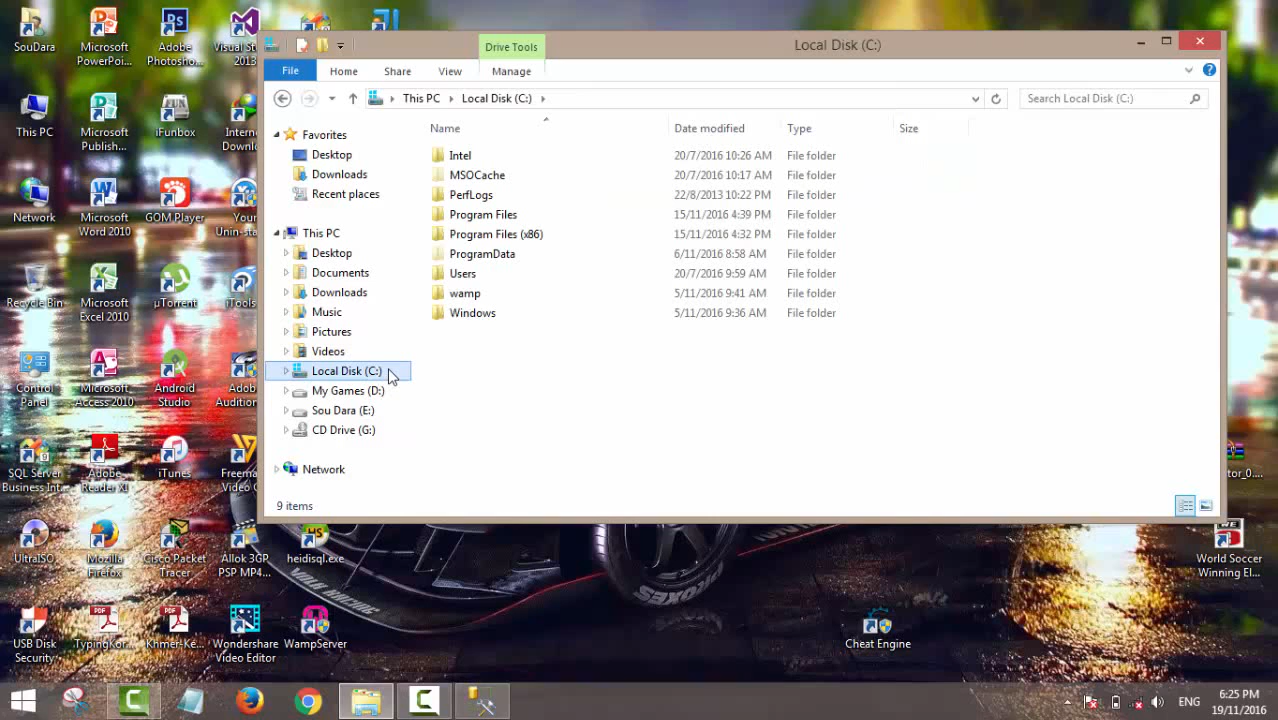 SouDara
Microsoft
PowerPoi...
Adobe
Photosho...
Visual St...
2013
Drive Tools
Local Disk (C:)
File
Home
Share
View
Manage
This PC
Local Disk (C:)
Search Local Disk (C:)
Name
Date modified
Type
Size
Intel
20/7/2016 10:26 AM
File folder
MSOCache
20/7/2016 10:17 AM
File folder
PerfLogs
22/8/2013 10:22 PM
File folder
Program Files
15/11/2016 4:39 PM
File folder
Program Files (x86)
15/11/2016 4:32 PM
File folder
ProgramData
6/11/2016 8:58 AM
File folder
Users
20/7/2016 9:59 AM
File folder
wamp
5/11/2016 9:41 AM
File folder
Windows
5/11/2016 9:36 AM
File folder
Favorites
Desktop
Downloads
Recent places
This PC
Desktop
Documents
Downloads
Music
Pictures
Videos
Local Disk (C:)
My Games (D:)
Sou Dara (E:)
CD Drive (G:)
Network
9 items
This PC
Microsoft
Publish...
iFunbox
Internet
Downl...
Network
Microsoft
Word 2010
GOM Player
Your
Unin-sta...
Recycle Bin
Microsoft
Excel 2010
µTorrent
iTools
Control
Panel
Microsoft
Access 2010
Android
Studio
Adobe
Audition
SQL Server
Business Int...
Adobe
Reader XI
iTunes
Freema...
Video C...
UltraISO
Mozilla
Firefox
Cisco Packet
Tracer
Allok 3GP
PSP MP4...
heidisql.exe
USB Disk
Security
TypingKor...
Khmer-Ke...
Wondershare
Video Editor
WampServer
Cheat Engine
tor_0....
World Soccer
Winning El...
FOXES
ENG
6:25 PM
19/11/2016